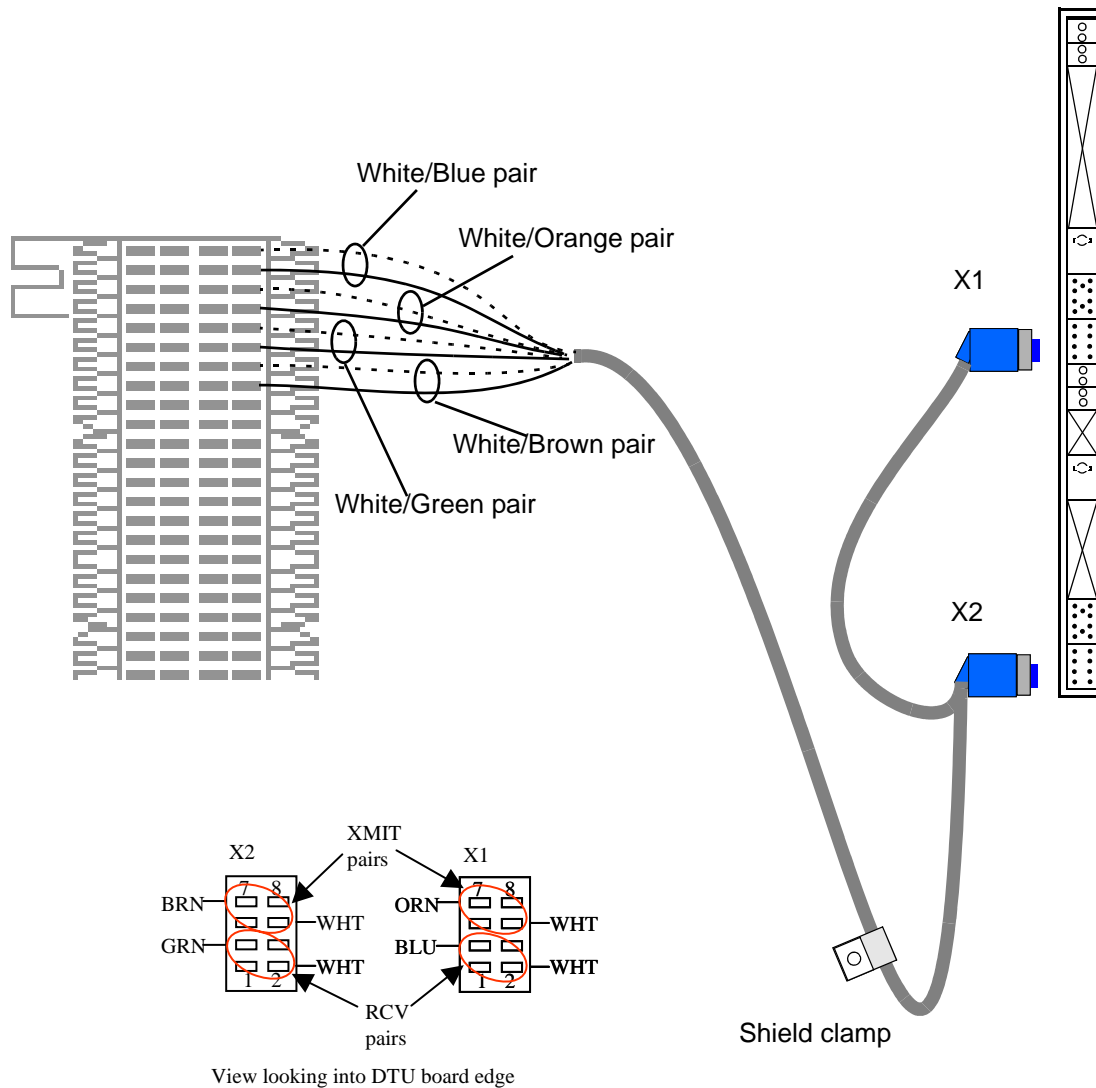 White/Blue pair
White/Orange pair
X1
White/Brown pair
White/Green pair
X2
XMIT
pairs
X2
X1
7 8
7 8
BRN
ORN
WHT
WHT
GRN
BLU
WHT
WHT
1 2
1 2
RCV
pairs
Shield clamp
View looking into DTU board edge